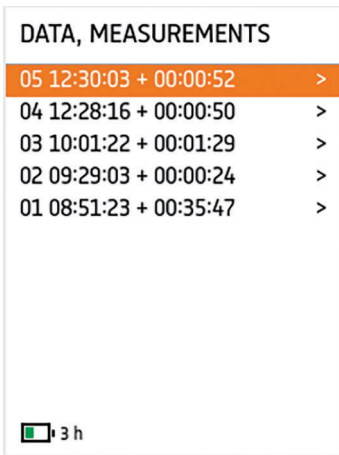 DATA, MEASUREMENTS
05 12:30:03 + 00:00:52 >
04 12:28:16 + 00:00:50 >
03 10:01:22 + 00:01:29 >
02 09:29:03 + 00:00:24 >
01 08:51:23 + 00:35:47 >
3 h